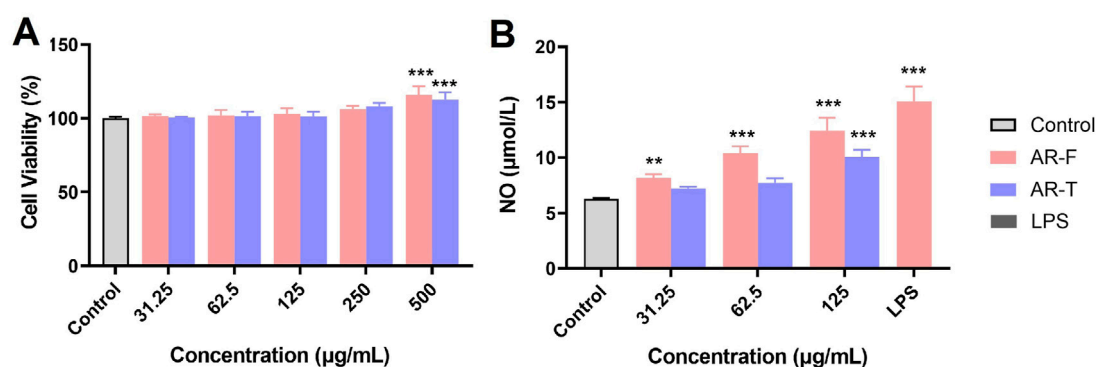 A
Cell Viability (%)
150
100
50
0
***
***
Control
31.25
62.5
125
250
500
Concentration (µg/mL)
B
NO (µmol/L)
20
15
10
5
0
**
***
***
***
***
Control
31.25
62.5
125
LPS
Concentration (µg/mL)
Control
AR-F
AR-T
LPS